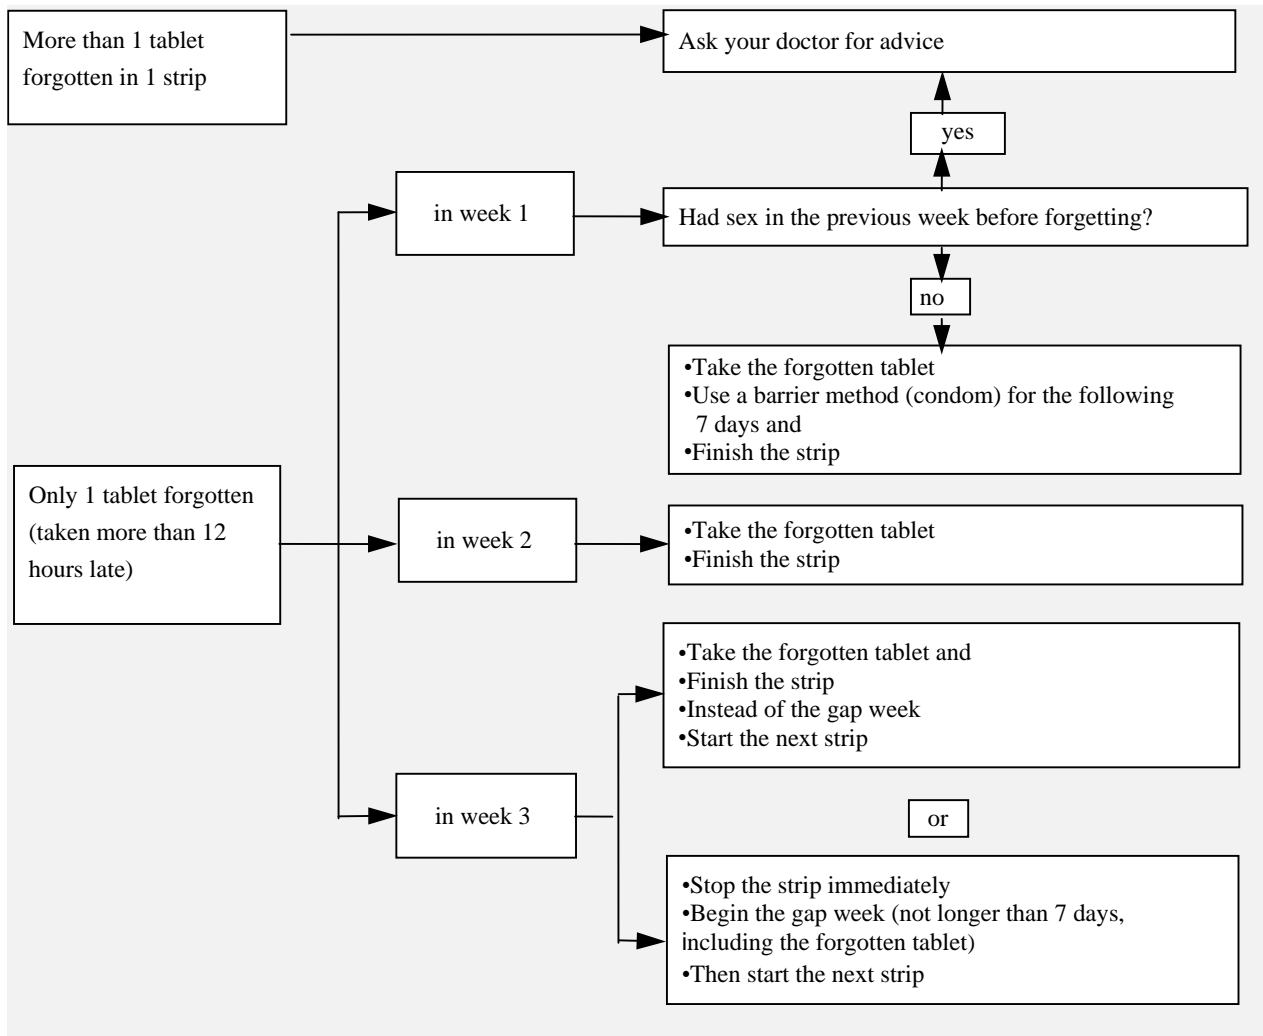 More than 1 tablet
forgotten in 1 strip
Ask your doctor for advice
yes
in week 1
Had sex in the previous week before forgetting?
no
•Take the forgotten tablet
•Use a barrier method (condom) for the following
7 days and
•Finish the strip
Only 1 tablet forgotten
(taken more than 12
hours late)
in week 2
•Take the forgotten tablet
•Finish the strip
•Take the forgotten tablet and
•Finish the strip
•Instead of the gap week
•Start the next strip
in week 3
or
•Stop the strip immediately
•Begin the gap week (not longer than 7 days,
including the forgotten tablet)
•Then start the next strip